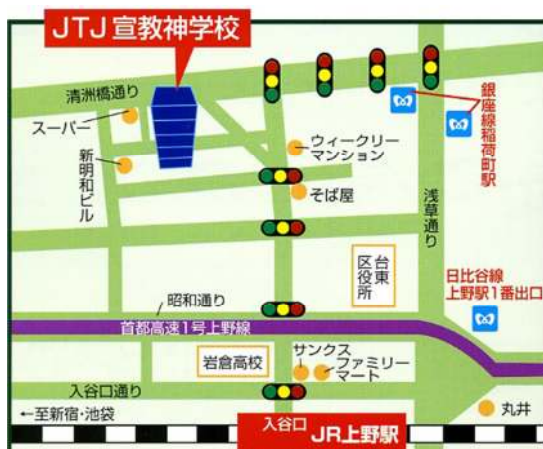 JTJ 宣教神学校
清洲橋通り
スーパー
新明和ビル
ウィークリー
マンション
そば屋
銀座線稲荷町駅
浅草通り
台東
区役所
日比谷線
上野駅1番出口
昭和通り
首都高速1号上野線
岩倉高校
サンクス
ファミリー
マート
入谷口通り
丸井
←至新宿・池袋
入谷口
JR上野駅